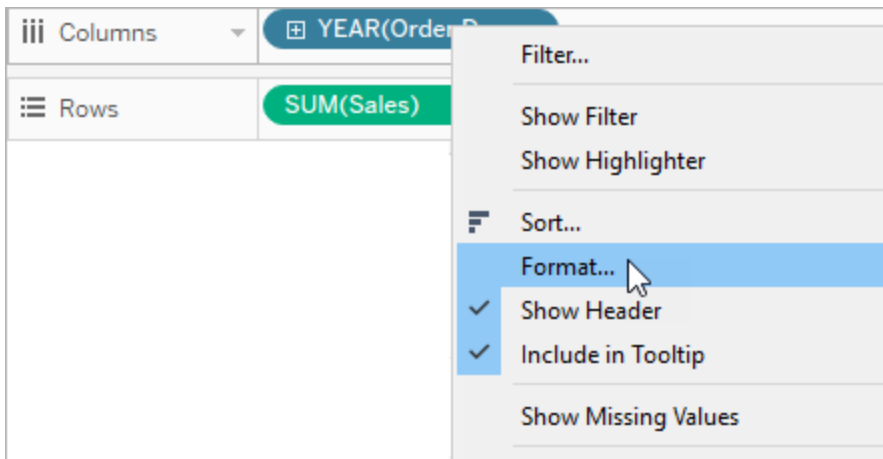 Columns
YEAR(Order
Rows
SUM(Sales)
Filter...
Show Filter
Show Highlighter
Sort...
Format...
Show Header
Include in Tooltip
Show Missing Values